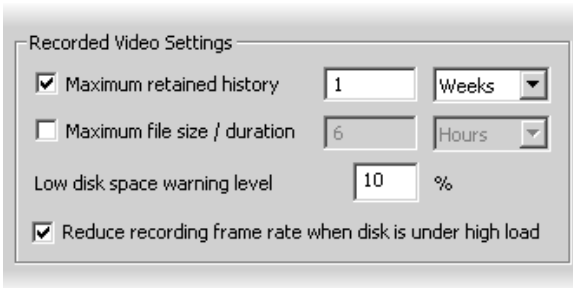 Recorded Video Settings
Maximum retained history 1 Weeks
Maximum file size / duration 6 Hours
Low disk space warning level 10 %
Reduce recording frame rate when disk is under high load